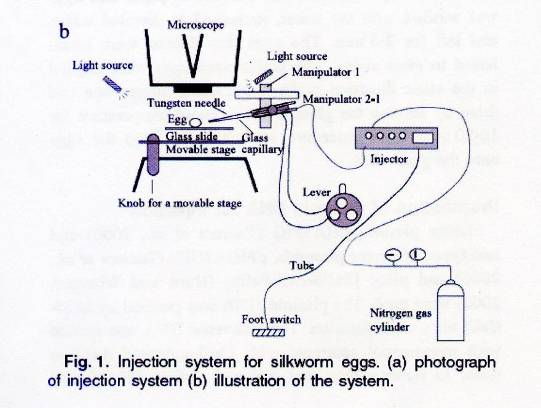 b
Microscope
Light source
Light source
Manipulator 1
Tungsten needle
Manipulator 2-1
Egg
Glass slide
Glass
capillary
Movable stage
Injector
Knob for a movable stage
Lever
Tube
Foot switch
Nitrogen gas
cylinder
Fig. 1. Injection system for silkworm eggs. (a) photograph
of injection system (b) illustration of the system.